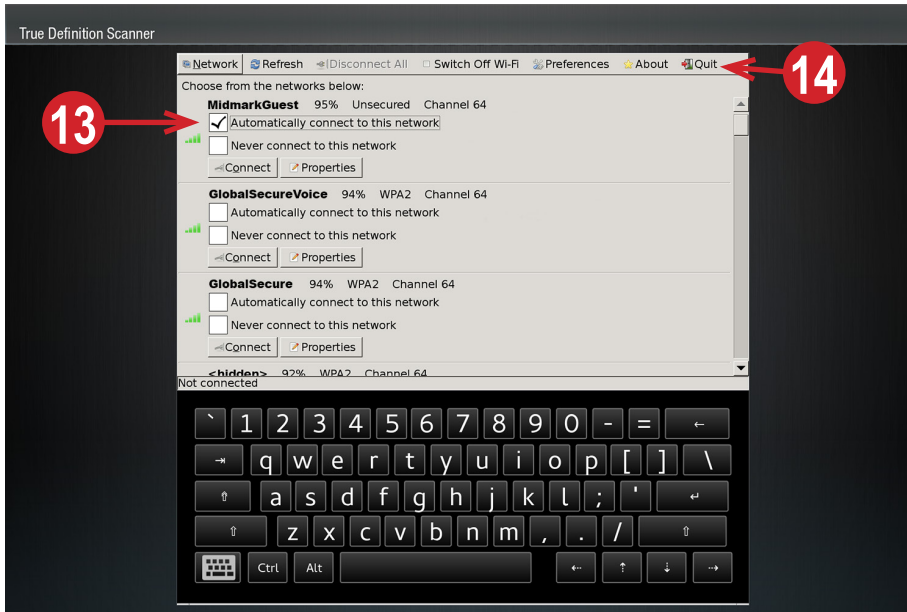 True Definition Scanner
Network Refresh Disconnect All Switch Off Wi-Fi Preferences About Quit
14
Choose from the networks below:
MidmarkGuest 95% Unsecured Channel 64
13
Automatically connect to this network
Never connect to this network
Connect Properties
GlobalSecureVoice 94% WPA2 Channel 64
Automatically connect to this network
Never connect to this network
Connect Properties
GlobalSecure 94% WPA2 Channel 64
Automatically connect to this network
Never connect to this network
Connect Properties
<hidden> 92% WPA2 Channel 64
Not connected
` 1 2 3 4 5 6 7 8 9 0 - = ←
⇥ q w e r t y u i o p [ ] \
⇧ a s d f g h j k l ; ' ↵
⇧ z x c v b n m , . / ⇧
Ctrl Alt ⇠ ⇡ ⇣ ⇢